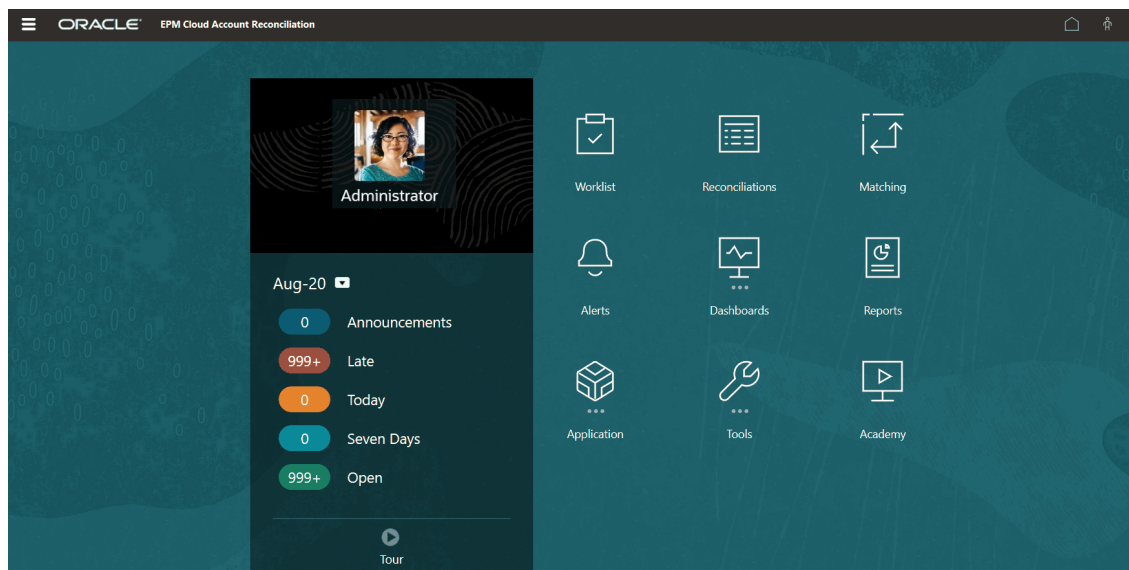 ORACLE EPM Cloud Account Reconciliation
Administrator
Aug-20
0 Announcements
999+ Late
0 Today
0 Seven Days
999+ Open
Tour
Worklist Reconciliations Matching
Alerts Dashboards Reports
Application Tools Academy